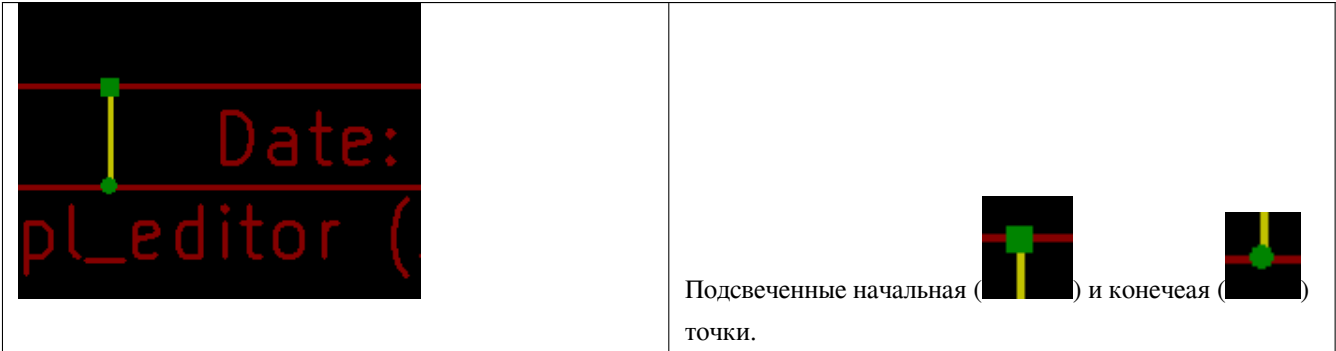 Date:
pl_editor (
Подсвеченные начальная ( ) и конечеая ( )
точки.